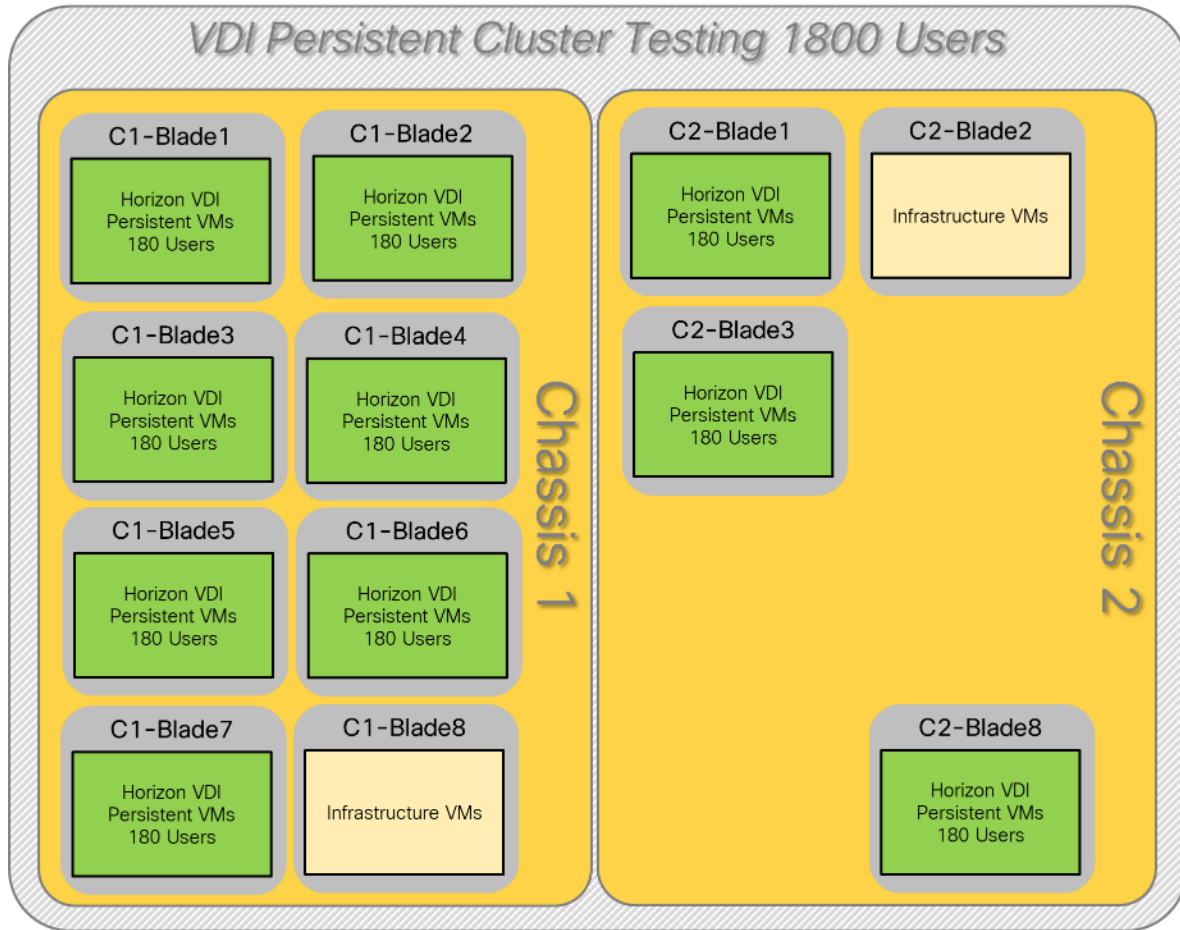 VDI Persistent Cluster Testing 1800 Users
C1-Blade1
Horizon VDI
Persistent VMs
180 Users
C1-Blade2
Horizon VDI
Persistent VMs
180 Users
C1-Blade3
Horizon VDI
Persistent VMs
180 Users
C1-Blade4
Horizon VDI
Persistent VMs
180 Users
C1-Blade5
Horizon VDI
Persistent VMs
180 Users
C1-Blade6
Horizon VDI
Persistent VMs
180 Users
C1-Blade7
Horizon VDI
Persistent VMs
180 Users
C1-Blade8
Infrastructure VMs
Chassis 1
C2-Blade1
Horizon VDI
Persistent VMs
180 Users
C2-Blade2
Infrastructure VMs
C2-Blade3
Horizon VDI
Persistent VMs
180 Users
C2-Blade8
Horizon VDI
Persistent VMs
180 Users
Chassis 2